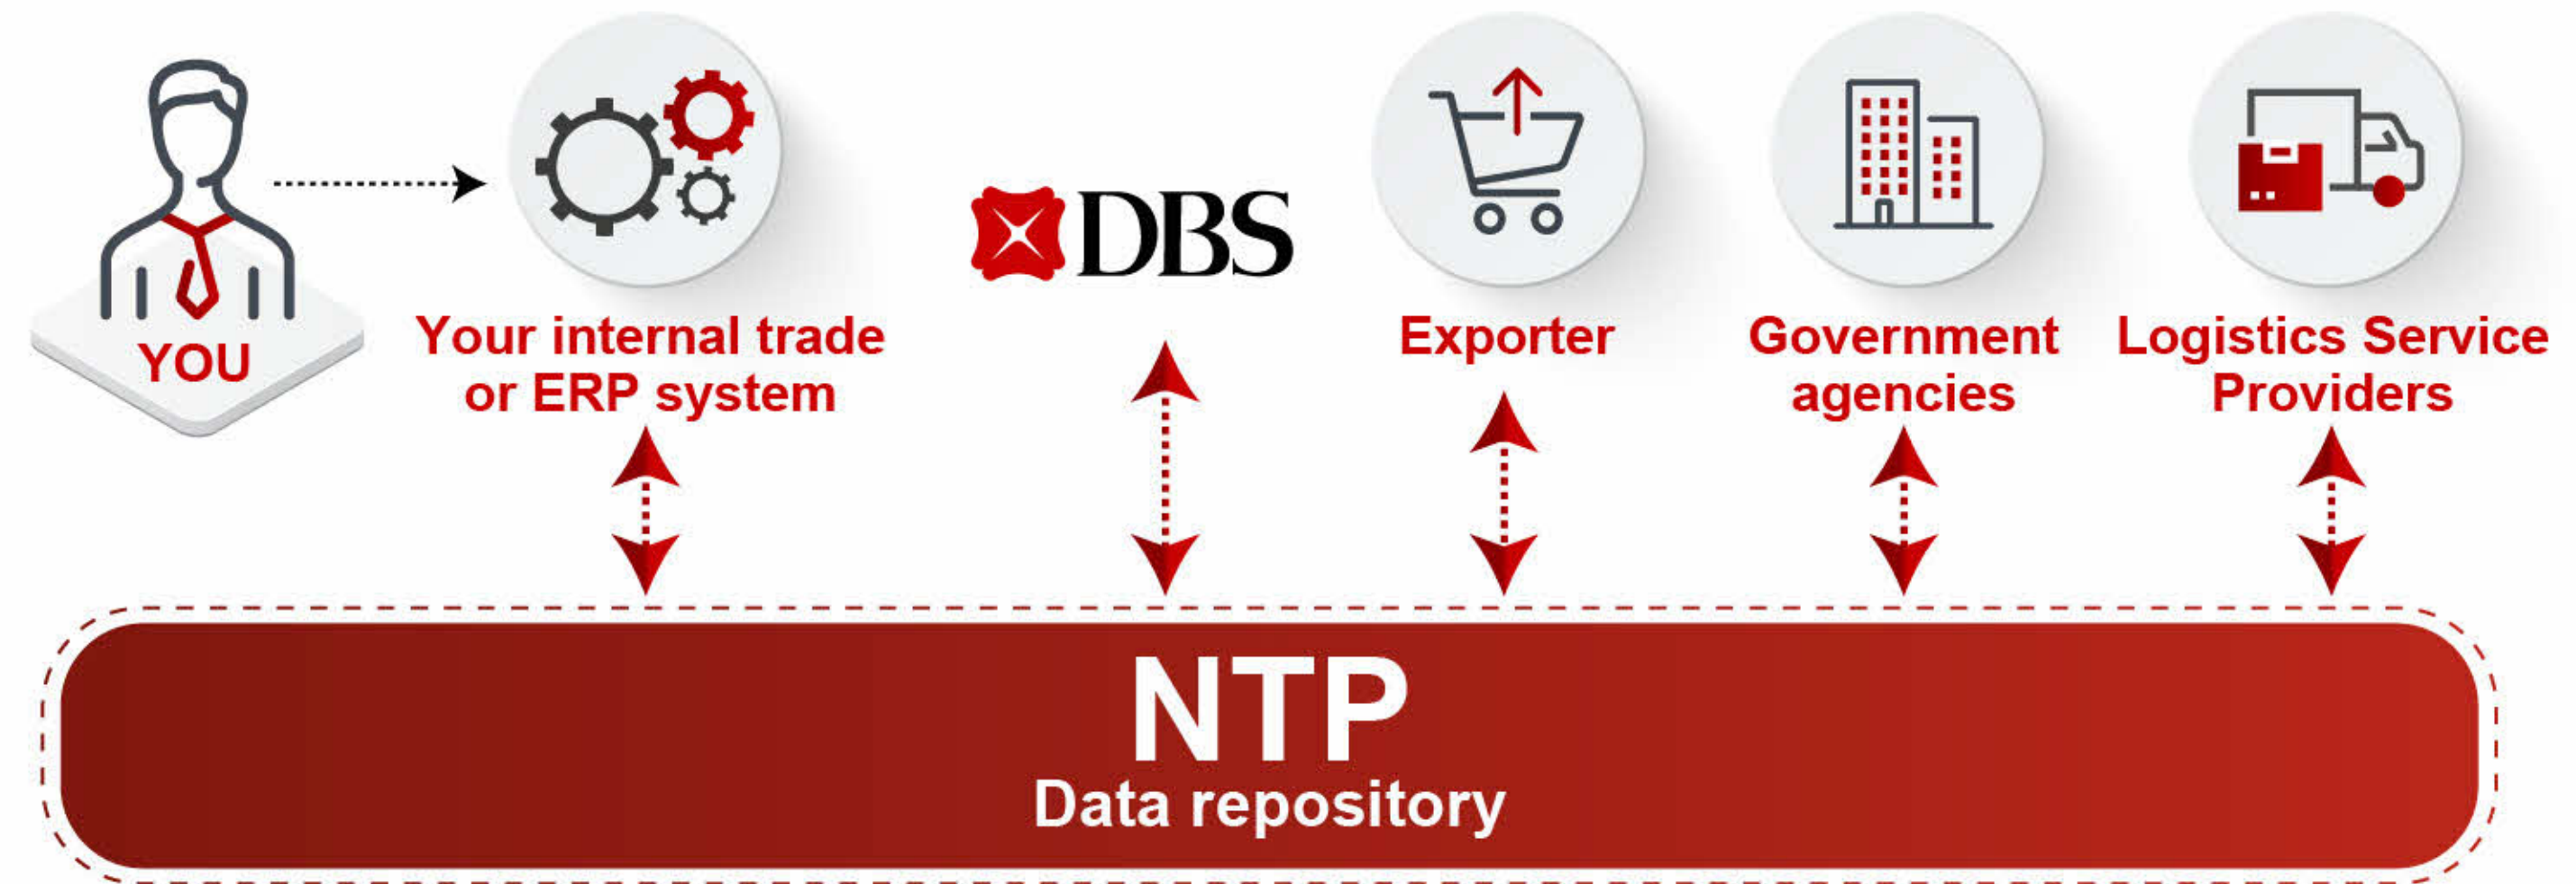 YOU
Your internal trade
or ERP system
DBS
Exporter
Government
agencies
Logistics Service
Providers
NTP
Data repository